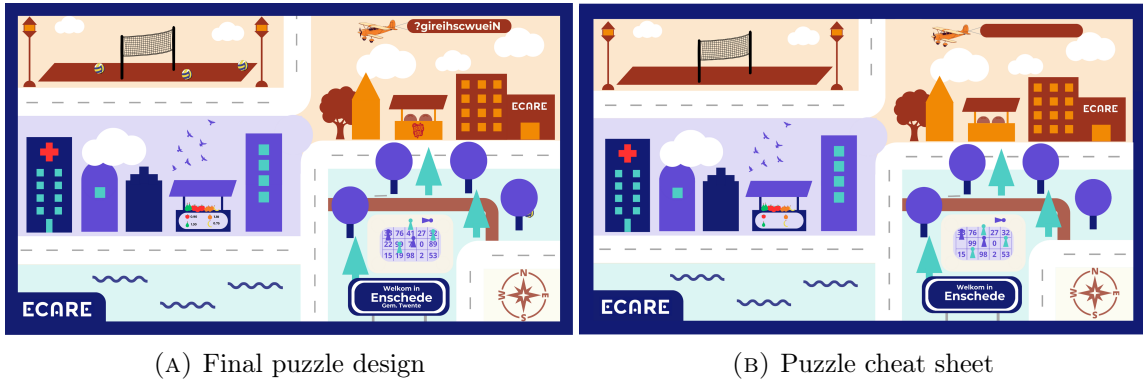 ?gireihcswueiN
ECARE
76 41 27 32
22 0 89
15 19 98 2 53
Welkom in
Enschede
Gem. Twente
N
W E
S
ECARE
(A) Final puzzle design
ECARE
76 27 32
99 0
15 98 2 53
Welkom in
Enschede
N
W E
S
ECARE
(B) Puzzle cheat sheet